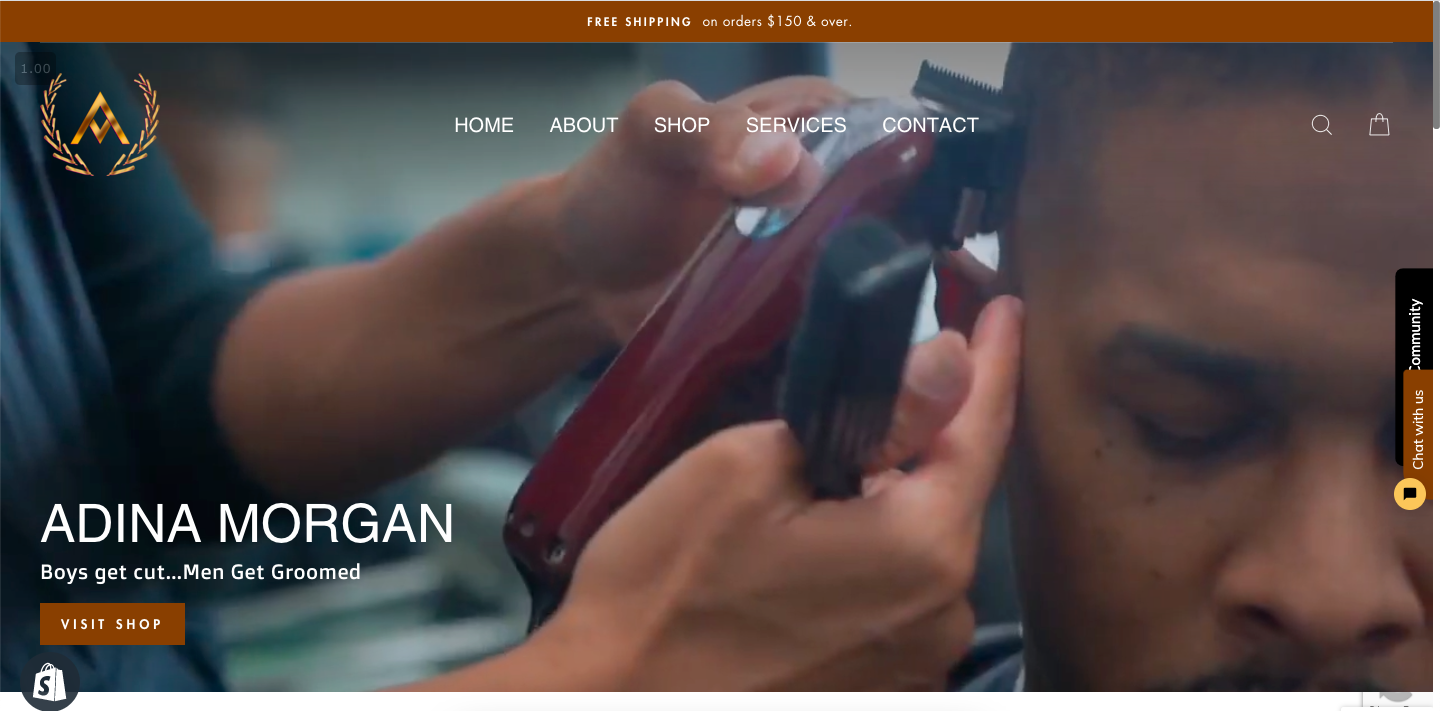 FREE SHIPPING on orders $150 & over.
1.00
HOME ABOUT SHOP SERVICES CONTACT
Community
Chat with us
ADINA MORGAN
Boys get cut...Men Get Groomed
VISIT SHOP